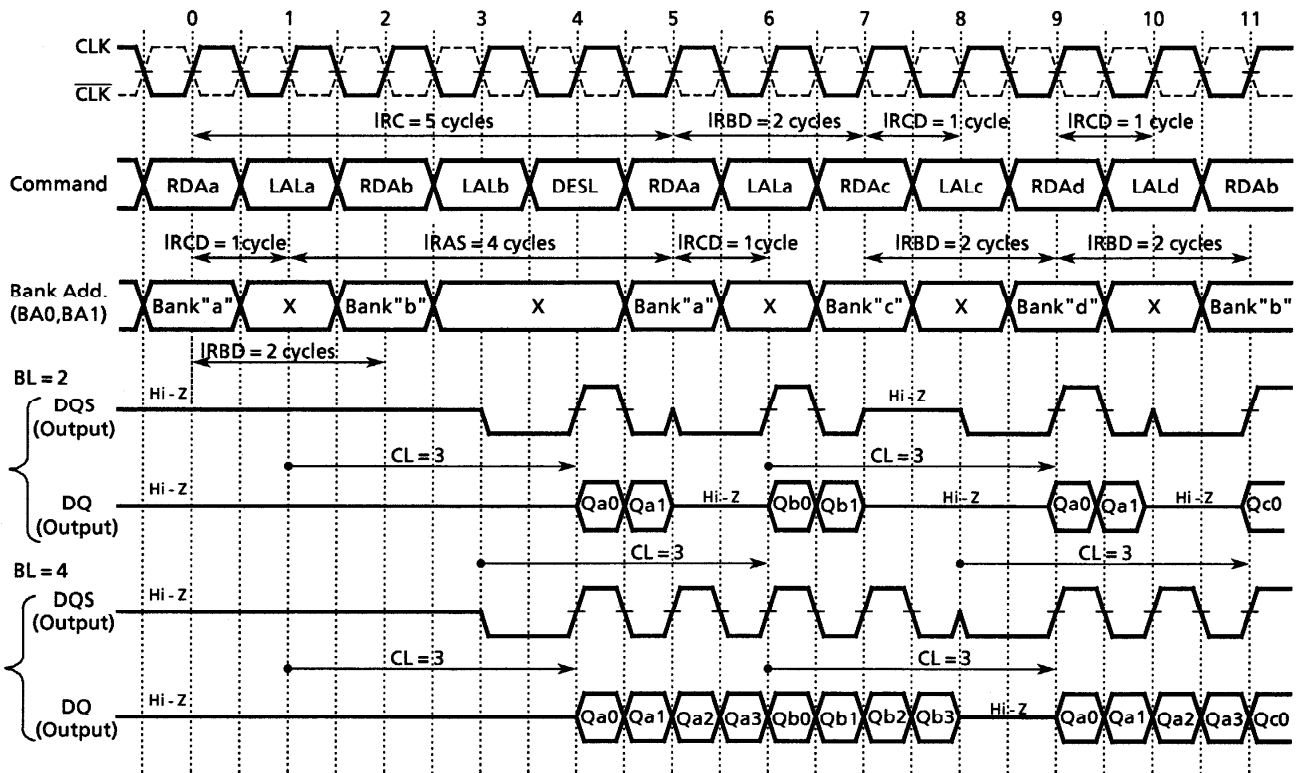 0 1 2 3 4 5 6 7 8 9 10 11
CLK
CLK
lRC = 5 cycles lRBD = 2 cycles lRCD = 1 cycle lRCD = 1 cycle
Command RDAa LALa RDAb LALb DESL RDAa LALa RDAc LALc RDAd LALd RDAb
lRCD = 1cycle lRAS = 4 cycles lRCD = 1cycle lRBD = 2 cycles lRBD = 2 cycles
Bank Add.
(BA0,BA1) Bank"a" X Bank"b" X Bank"a" X Bank"c" X Bank"d" X Bank"b"
lRBD = 2 cycles
BL = 2
DQS Hi - Z Hi - Z
(Output)
CL = 3 CL = 3
DQ Hi - Z Qa0 Qa1 Hi - Z Qb0 Qb1 Hi - Z Qa0 Qa1 Hi - Z Qc0
(Output)
CL = 3 CL = 3
BL = 4
DQS Hi - Z
(Output)
CL = 3 CL = 3
DQ Hi - Z Qa0 Qa1 Qa2 Qa3 Qb0 Qb1 Qb2 Qb3 Hi - Z Qa0 Qa1 Qa2 Qa3 Qc0
(Output)